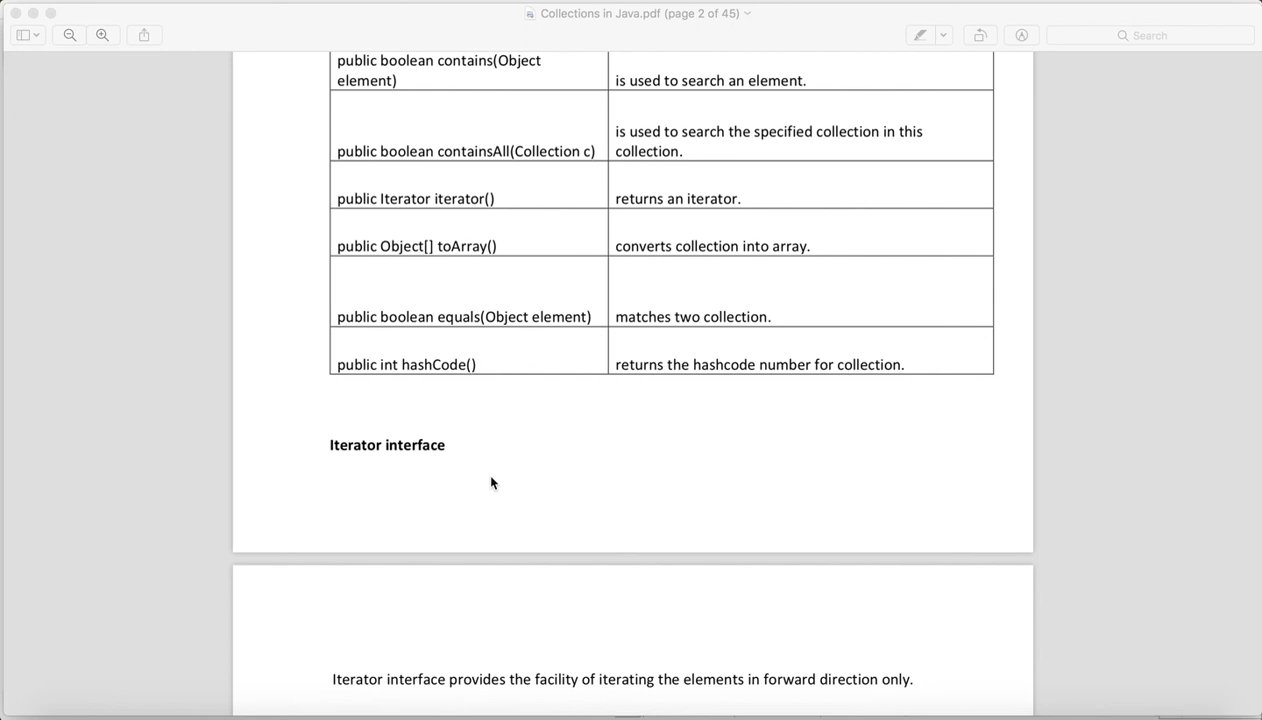 Collections in Java.pdf (page 2 of 45)
Search
public boolean contains(Object
element)
is used to search an element.
is used to search the specified collection in this
public boolean containsAll(Collection c)
collection.
public Iterator iterator()
returns an iterator.
public Object[] toArray()
converts collection into array.
public boolean equals(Object element)
matches two collection.
public int hashCode()
returns the hashcode number for collection.
Iterator interface
Iterator interface provides the facility of iterating the elements in forward direction only.